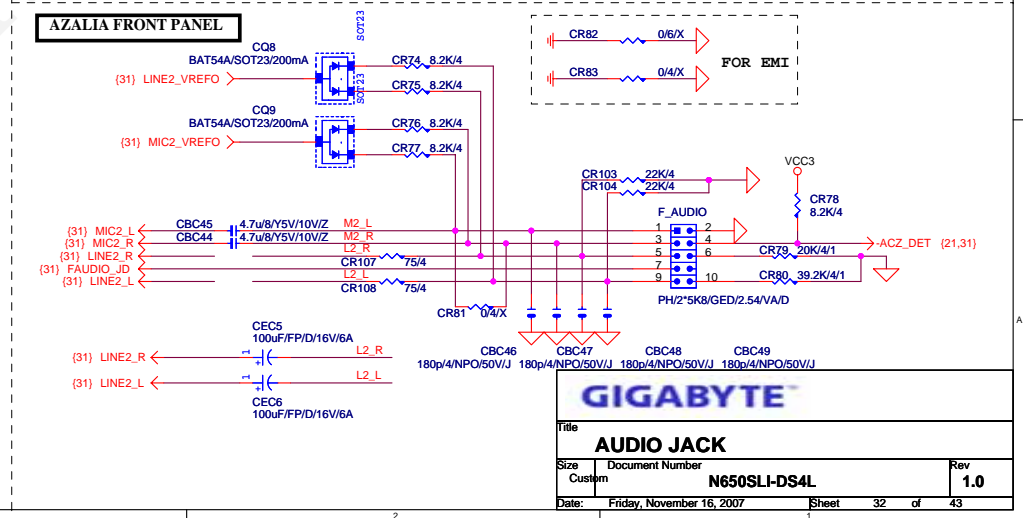 AZALIA FRONT PANEL
SOT23
CQ8
BAT54A/SOT23/200mA
{31} LINE2_VREFO
SOT23
CR74 8.2K/4
CR75 8.2K/4
CQ9
BAT54A/SOT23/200mA
{31} MIC2_VREFO
CR76 8.2K/4
CR77 8.2K/4
CR82 0/6/X
CR83 0/4/X
FOR EMI
VCC3
CR103 22K/4
CR104 22K/4
CR78
8.2K/4
F_AUDIO
{31} MIC2_L CBC45 4.7u/8/Y5V/10V/Z M2_L
{31} MIC2_R CBC44 4.7u/8/Y5V/10V/Z M2_R
{31} LINE2_R L2_R
{31} FAUDIO_JD CR107 75/4
{31} LINE2_L L2_L
CR108 75/4
1 2
3 4
5 6
7
9 10
-ACZ_DET {21,31}
CR79 20K/4/1
CR80 39.2K/4/1
PH/2*5K8/GED/2.54/VA/D
CR81 0/4/X
CBC46 CBC47 CBC48 CBC49
180p/4/NPO/50V/J 180p/4/NPO/50V/J 180p/4/NPO/50V/J 180p/4/NPO/50V/J
CEC5
100uF/FP/D/16V/6A
{31} LINE2_R 1 + L2_R
{31} LINE2_L 1 + L2_L
CEC6
100uF/FP/D/16V/6A
A
GIGABYTE™
Title
AUDIO JACK
Size Document Number Rev
Custom N650SLI-DS4L 1.0
Date: Friday, November 16, 2007 Sheet 32 of 43
2 1